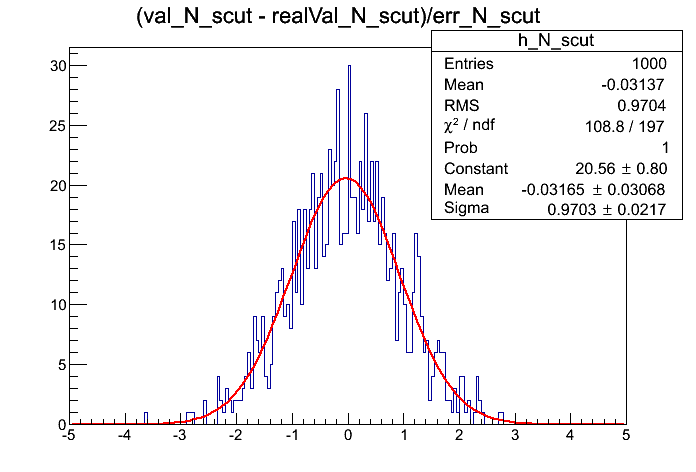 (val_N_scut - realVal_N_scut)/err_N_scut
h_N_scut
Entries 1000
Mean -0.03137
RMS 0.9704
χ² / ndf 108.8 / 197
Prob 1
Constant 20.56 ± 0.80
Mean -0.03165 ± 0.03068
Sigma 0.9703 ± 0.0217
30
25
20
15
10
5
0
-5 -4 -3 -2 -1 0 1 2 3 4 5